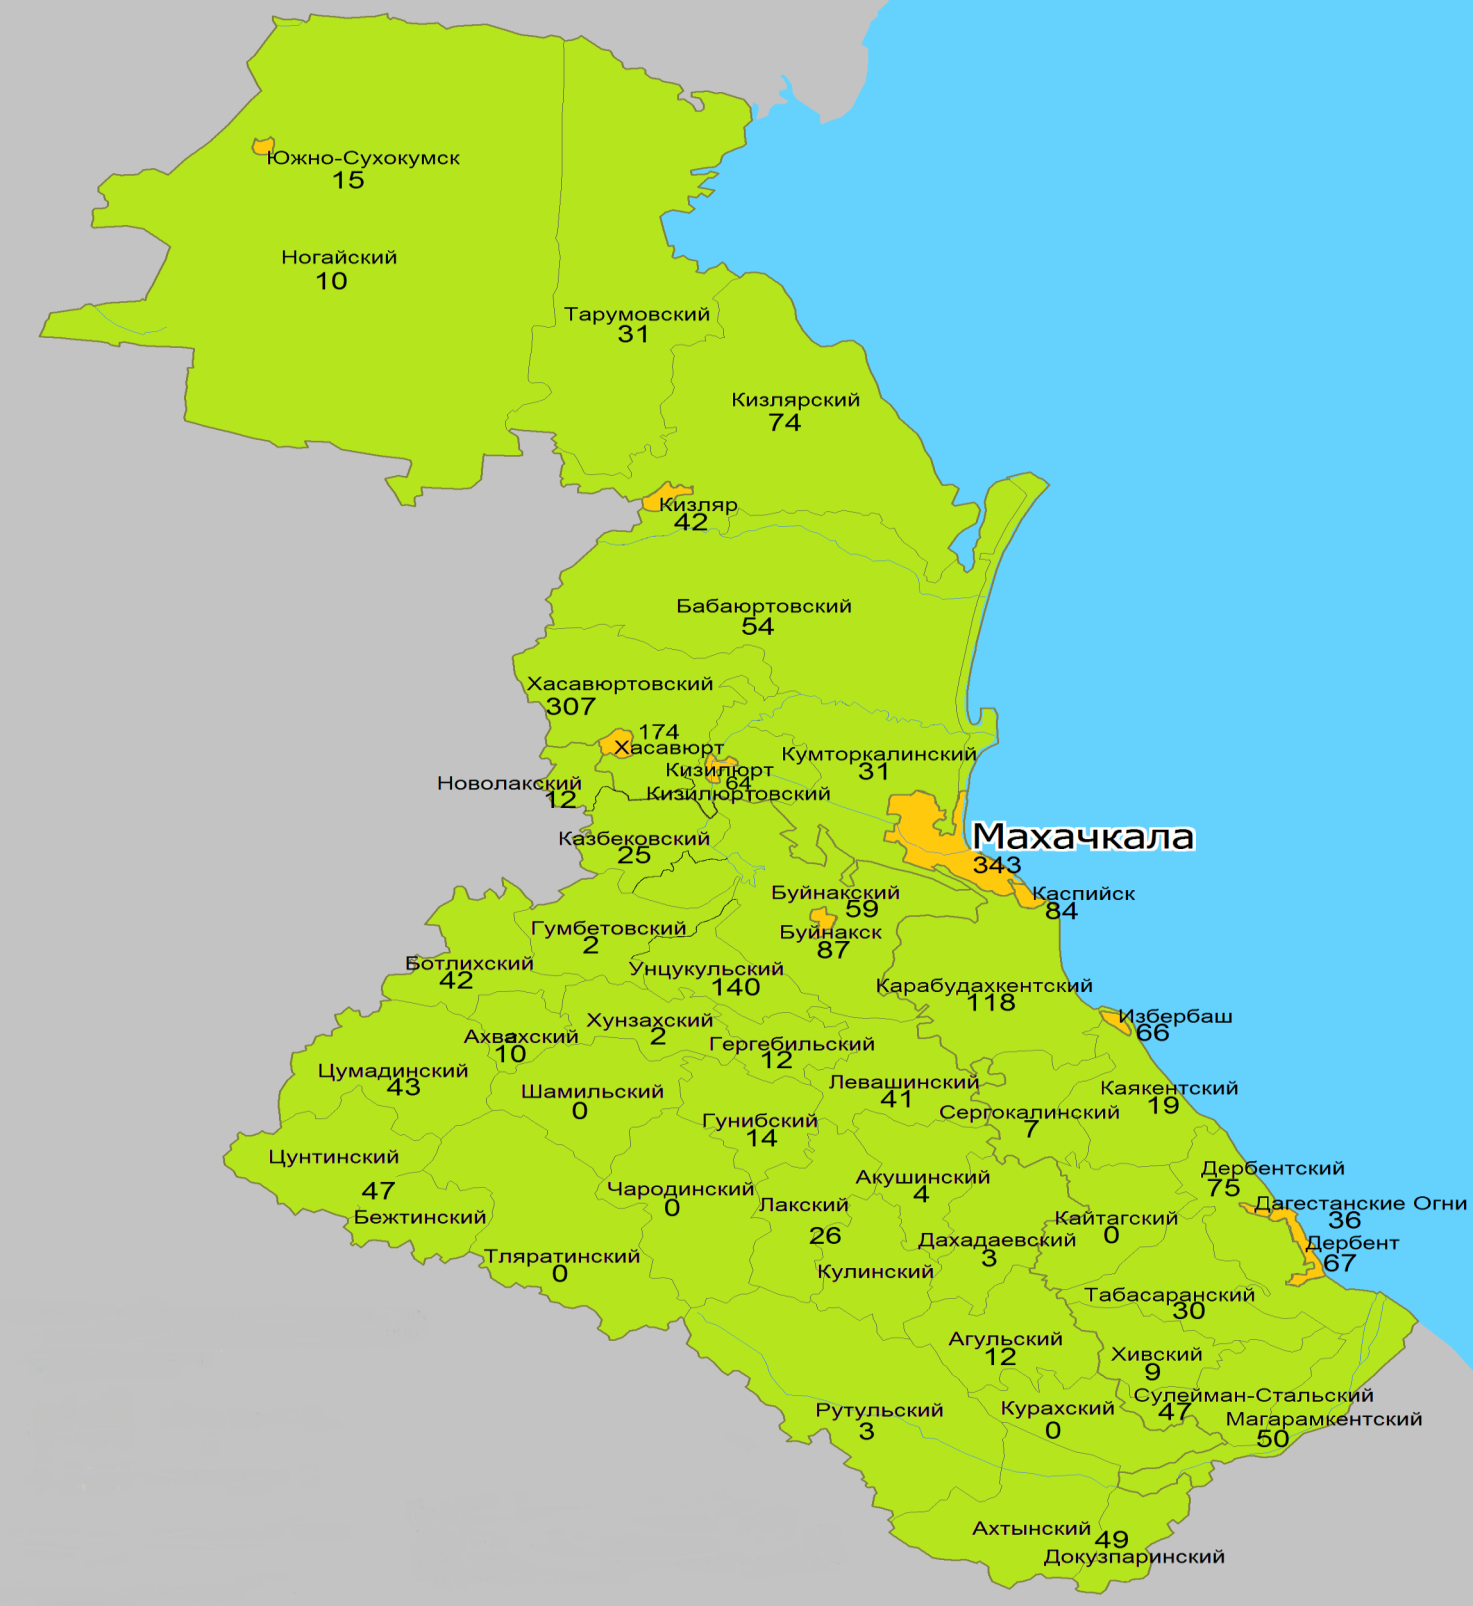 Южно-Сухокумск
15
Ногайский
10
Тарумовский
31
Кизлярский
74
Кизляр
42
Бабаюртовский
54
Хасавюртовский
307
174
Хасавюрт
Кизилюрт
64
Кизилюртовский
Кумторкалинский
31
Новолакский
12
Казбековский
25
Махачкала
343
Каспийск
84
Буйнакский
59
Буйнакск
87
Гумбетовский
2
Ботлихский
42
Унцукульский
140
Карабудахкентский
118
Избербаш
66
Хунзахский
2
Ахвахский
10
Гергебильский
12
Цумадинский
43
Шамильский
0
Левашинский
41
Каякентский
19
Сергокалинский
7
Гунибский
14
Цунтинский
47
Бежтинский
Чародинский
0
Акушинский
4
Лакский
26
Кулинский
Дербентский
75
Дагестанские Огни
36
Кайтагский
0
Дахадаевский
3
Дербент
67
Тляратинский
0
Табасаранский
30
Агульский
12
Хивский
9
Сулейман-Стальский
47
Магарамкентский
50
Рутульский
3
Курахский
0
Ахтынский
49
Докузпаринский